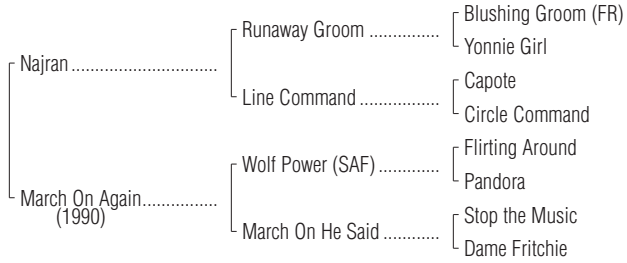 Blushing Groom (FR)
Runaway Groom ...............
Yonnie Girl
Najran .............................
Capote
Line Command .................
Circle Command
Flirting Around
Wolf Power (SAF) .............
Pandora
March On Again...............
(1990)
Stop the Music
March On He Said ............
Dame Fritchie